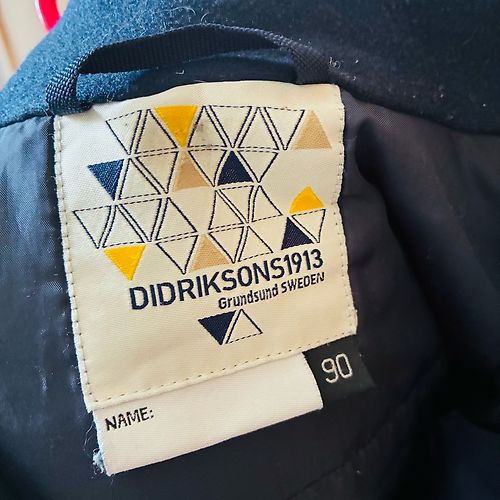 DIDRIKSONS1913
Grundsund SWEDEN
90
NAME: